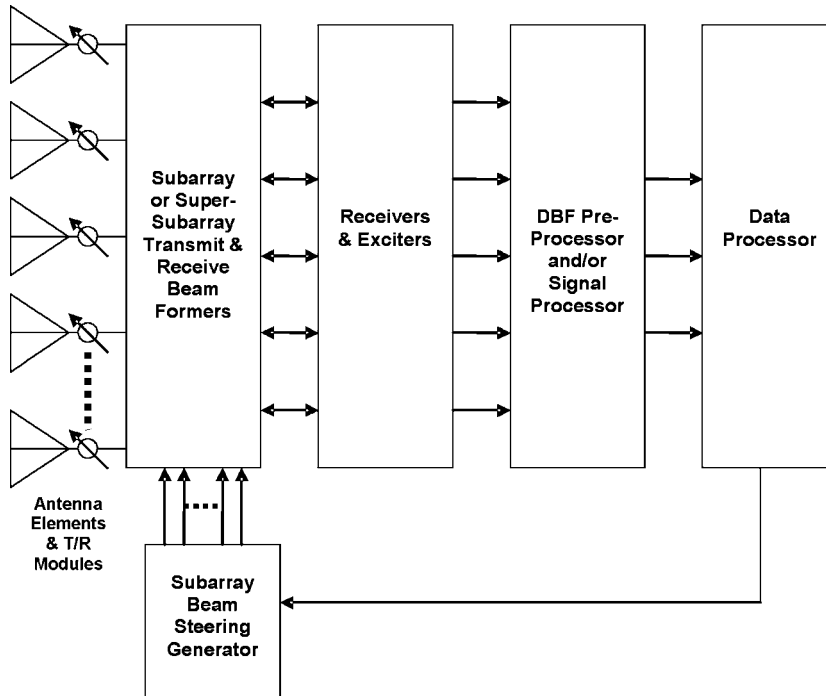 Subarray
or Super-
Subarray
Transmit &
Receive
Beam
Formers
Receivers
& Exciters
DBF Pre-
Processor
and/or
Signal
Processor
Data
Processor
Antenna
Elements
& T/R
Modules
Subarray
Beam
Steering
Generator